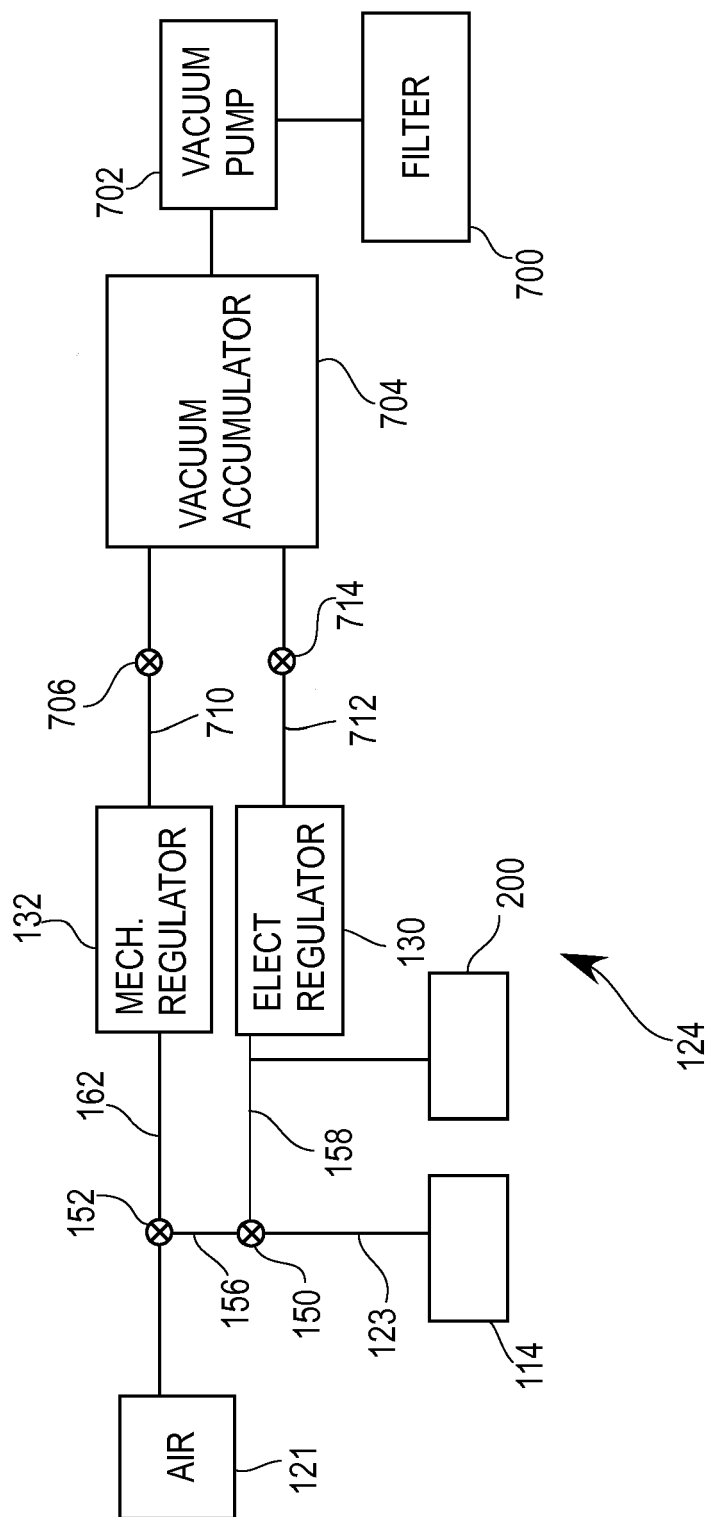 702
VACUUM
PUMP
FILTER
700
VACUUM
ACCUMULATOR
704
706
710
714
712
132
MECH.
REGULATOR
ELECT
REGULATOR
130
200
162
158
152
156
150
123
114
AIR
121
124